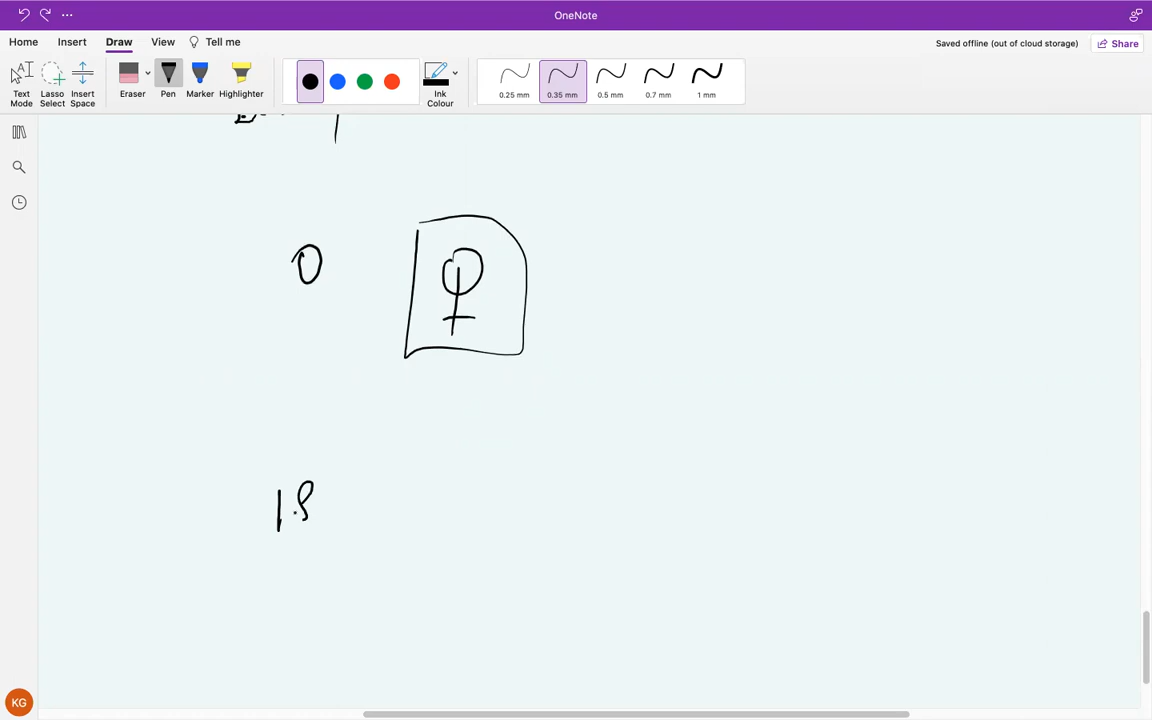 OneNote
Home Insert Draw View Tell me
Saved offline (out of cloud storage) Share
Text Mode
Lasso Select
Insert Space
Eraser
Pen
Marker
Highlighter
Ink Colour
0.25 mm
0.35 mm
0.5 mm
0.7 mm
1 mm
0 ♀
KG